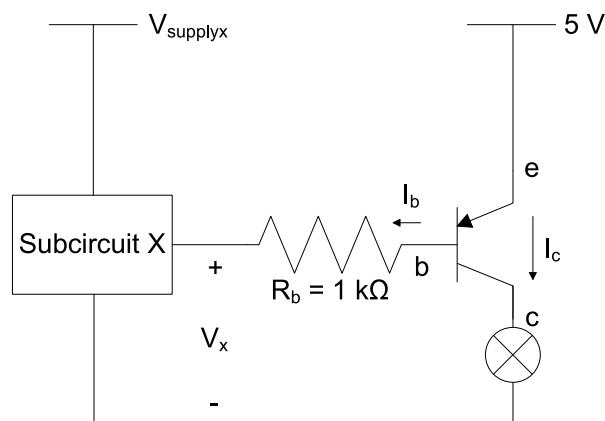 V_supplyx
5 V
e
I_b
Subcircuit X
+
b
I_c
R_b = 1 kΩ
c
V_x
-